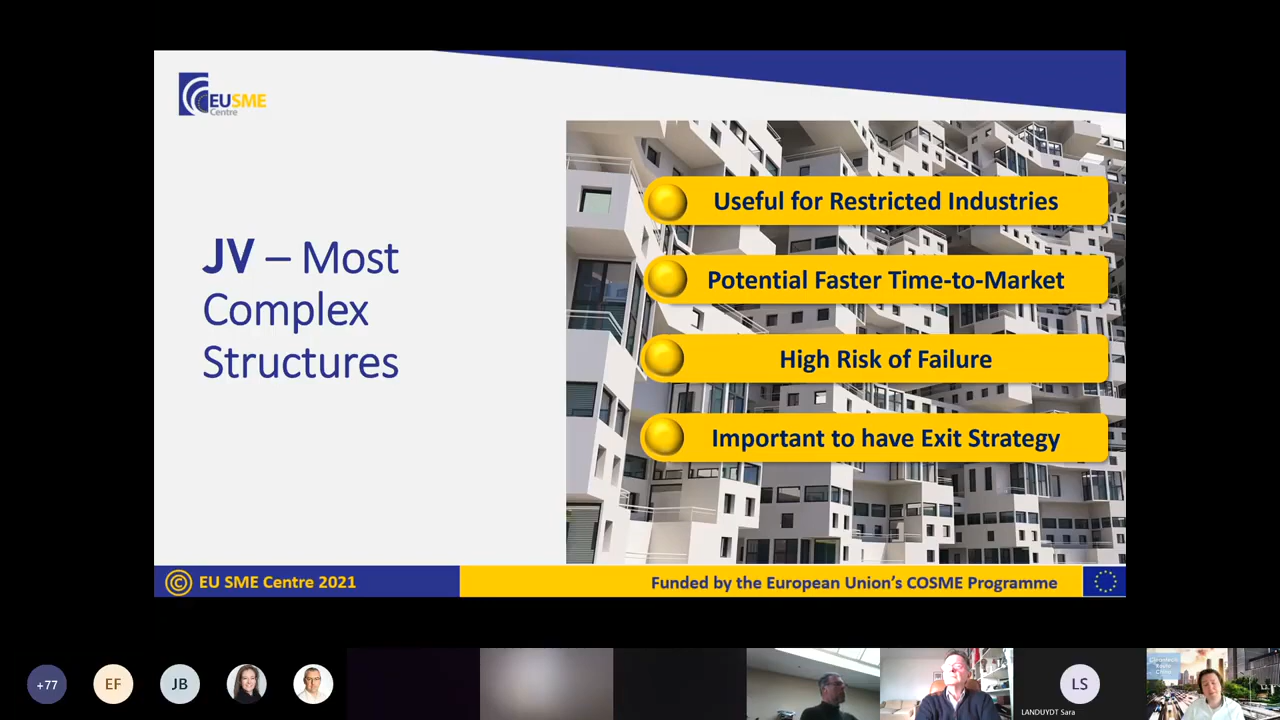 EUSME
Centre
JV – Most
Complex
Structures
Useful for Restricted Industries
Potential Faster Time-to-Market
High Risk of Failure
Important to have Exit Strategy
© EU SME Centre 2021
Funded by the European Union's COSME Programme
+77
EF
JB
LS
LANDUYDT Sara